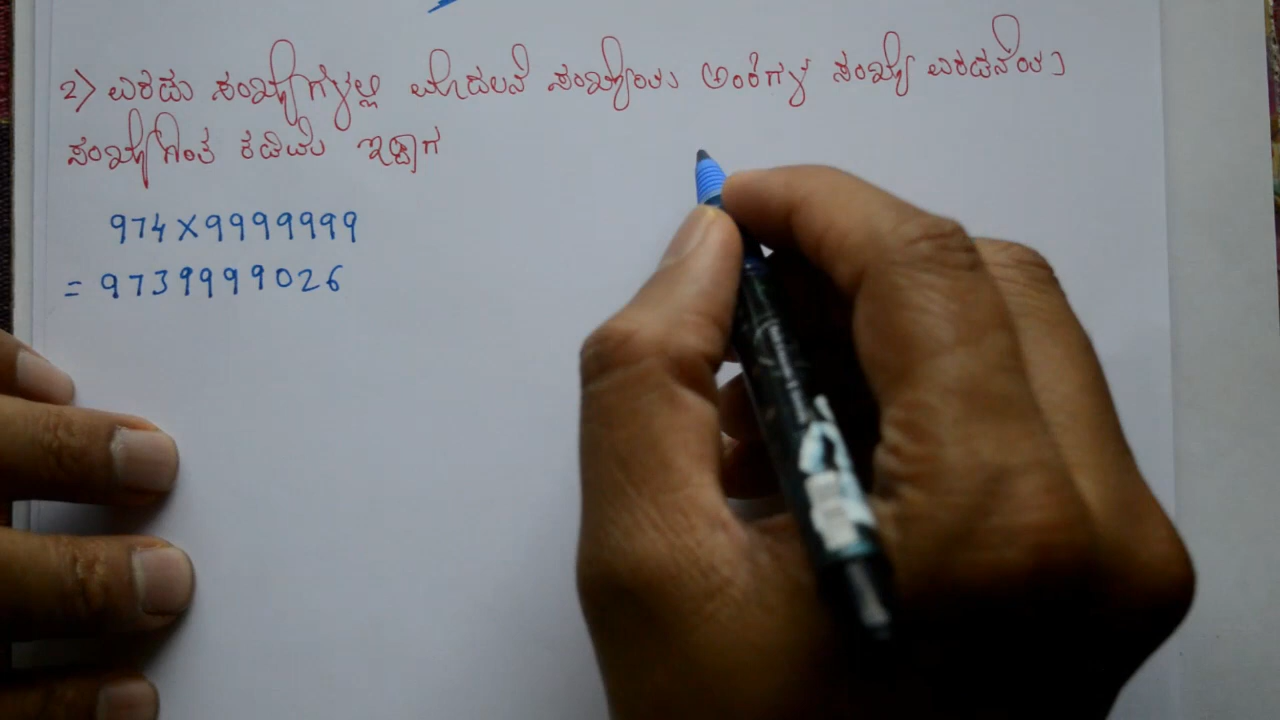 2) ಎರಡು ಸಂಖ್ಯೆಗಳಲ್ಲಿ ಮೊದಲನೆ ಸಂಖ್ಯೆಯ ಅಂಕಿಗಳ ಸಂಖ್ಯೆ ಎರಡನೆಯ
ಸಂಖ್ಯೆಗಿಂತ ಕಡಿಮೆ ಇದ್ದಾಗ
974×9999999
= 9739999026